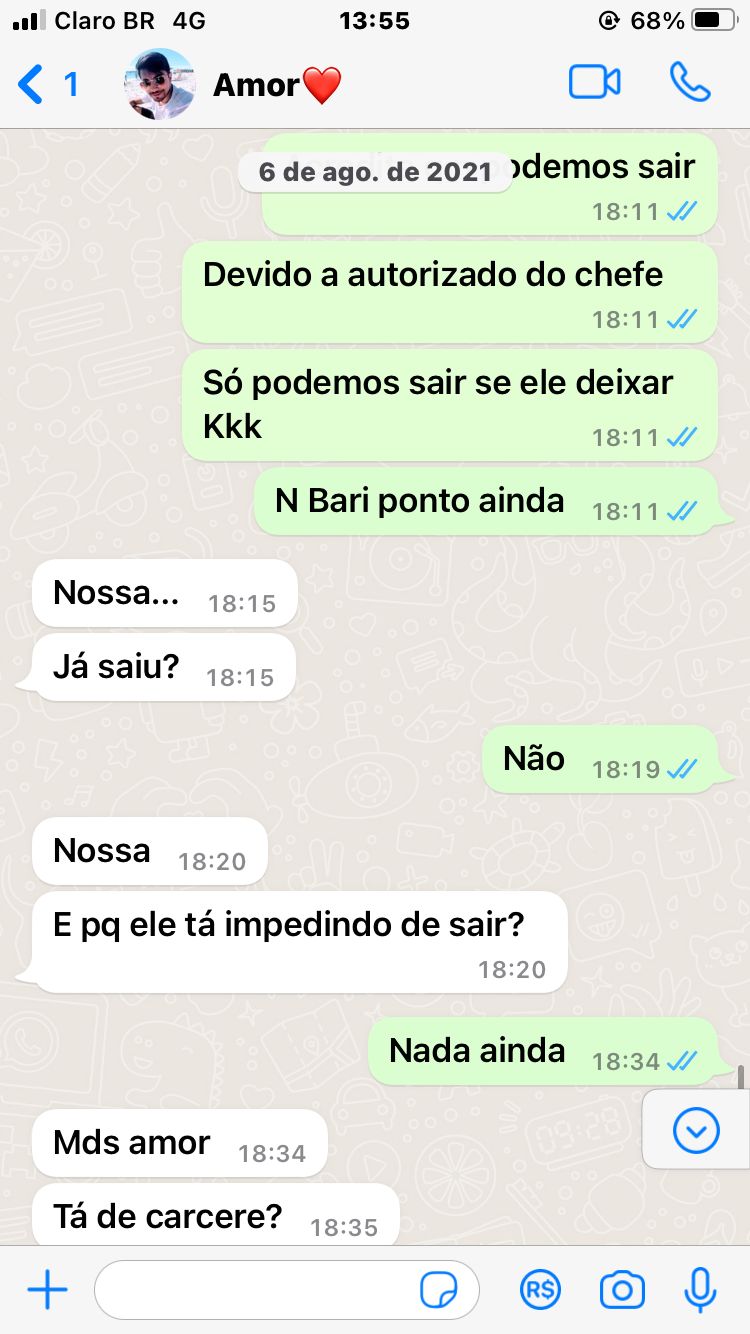 Claro BR 4G 13:55 68%
1 Amor❤️
6 de ago. de 2021
podemos sair
18:11
Devido a autorizado do chefe
18:11
Só podemos sair se ele deixar
Kkk 18:11
N Bari ponto ainda 18:11
Nossa... 18:15
Já saiu? 18:15
Não 18:19
Nossa 18:20
E pq ele tá impedindo de sair?
18:20
Nada ainda 18:34
Mds amor 18:34
Tá de carcere? 18:35
R$